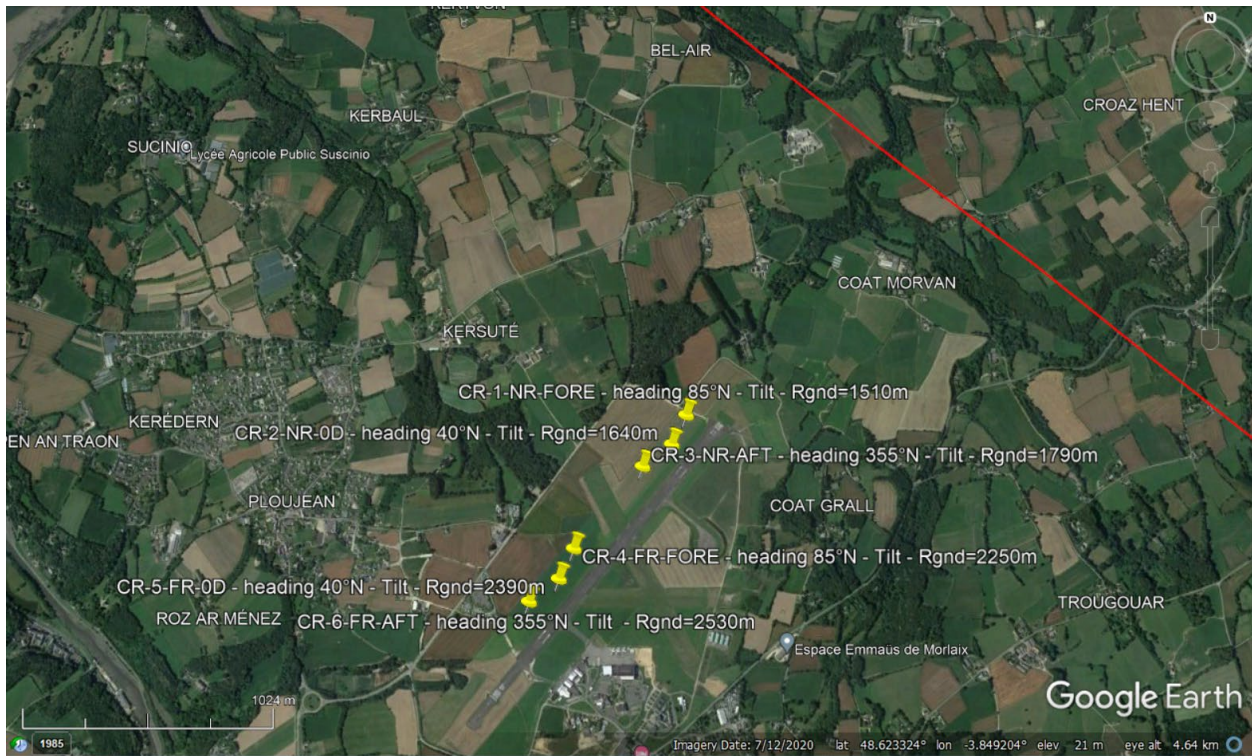 KERYVON
BEL-AIR
N
CROAZ HENT
KERBAUL
SUCINIO
Lycée Agricole Public Suscinio
COAT MORVAN
KERSUTÉ
CR-1-NR-FORE - heading 85°N - Tilt - Rgnd=1510m
KERÉDERN
CR-2-NR-0D - heading 40°N - Tilt - Rgnd=1640m
PEN AN TRAON
CR-3-NR-AFT - heading 355°N - Tilt - Rgnd=1790m
PLOUJEAN
COAT GRALL
CR-4-FR-FORE - heading 85°N - Tilt - Rgnd=2250m
CR-5-FR-0D - heading 40°N - Tilt - Rgnd=2390m
TROUGOUAR
ROZ AR MÉNEZ
CR-6-FR-AFT - heading 355°N - Tilt - Rgnd=2530m
Espace Emmaüs de Morlaix
1024 m
Google Earth
1985
Imagery Date: 7/12/2020 lat 48.623324° lon -3.849204° elev 21 m eye alt 4.64 km